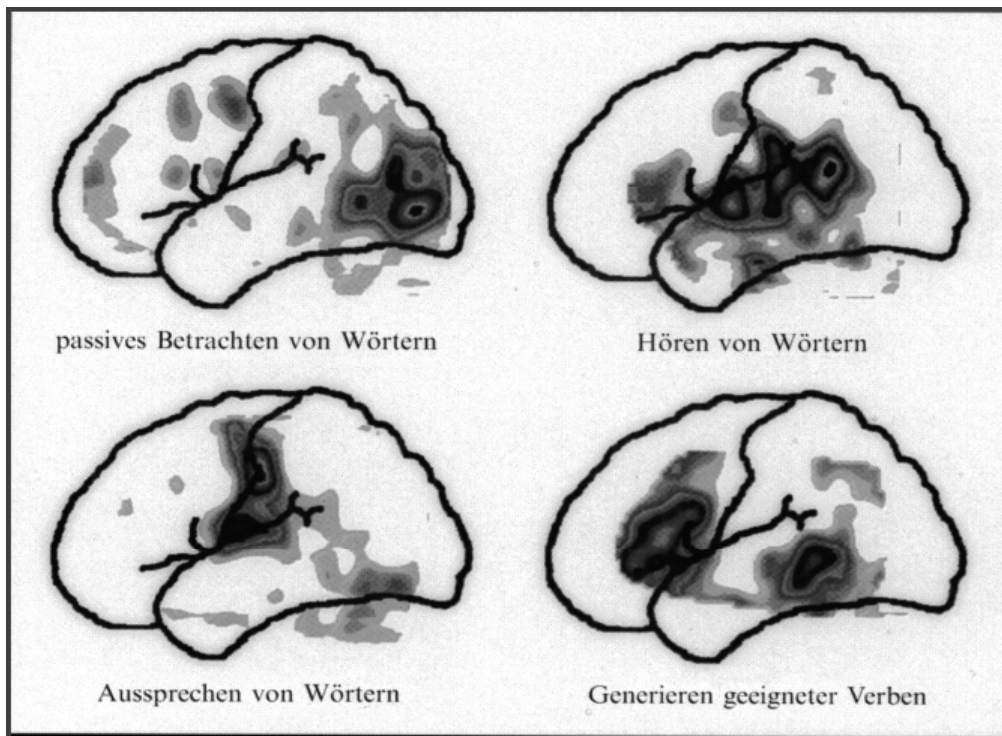 passives Betrachten von Wörtern
Hören von Wörtern
Aussprechen von Wörtern
Generieren geeigneter Verben